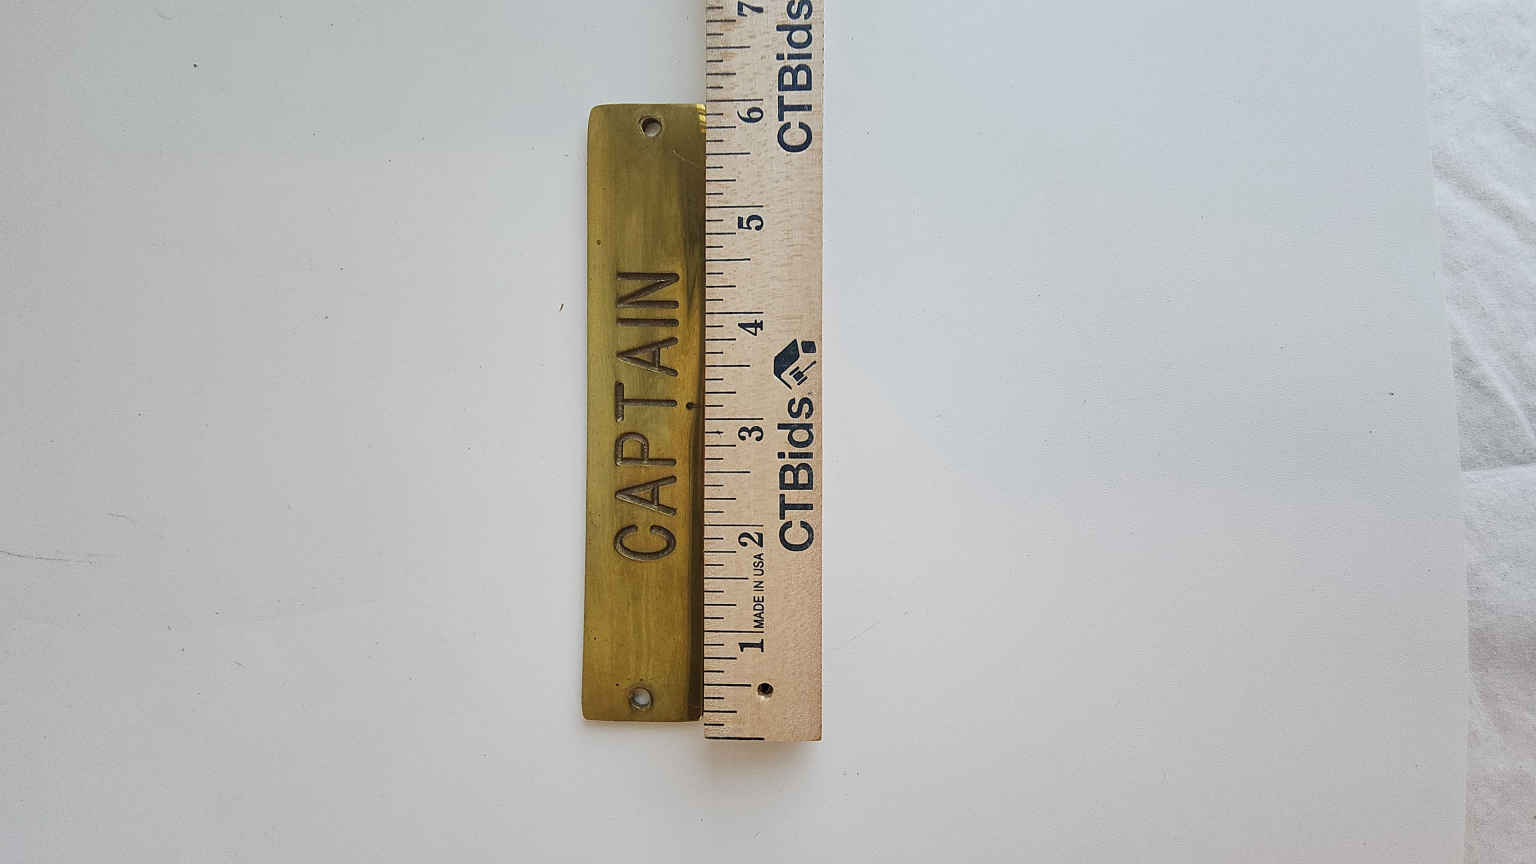 CAPTAIN
1 2 3 4 5 6 7
MADE IN USA
CTBids
CTBids